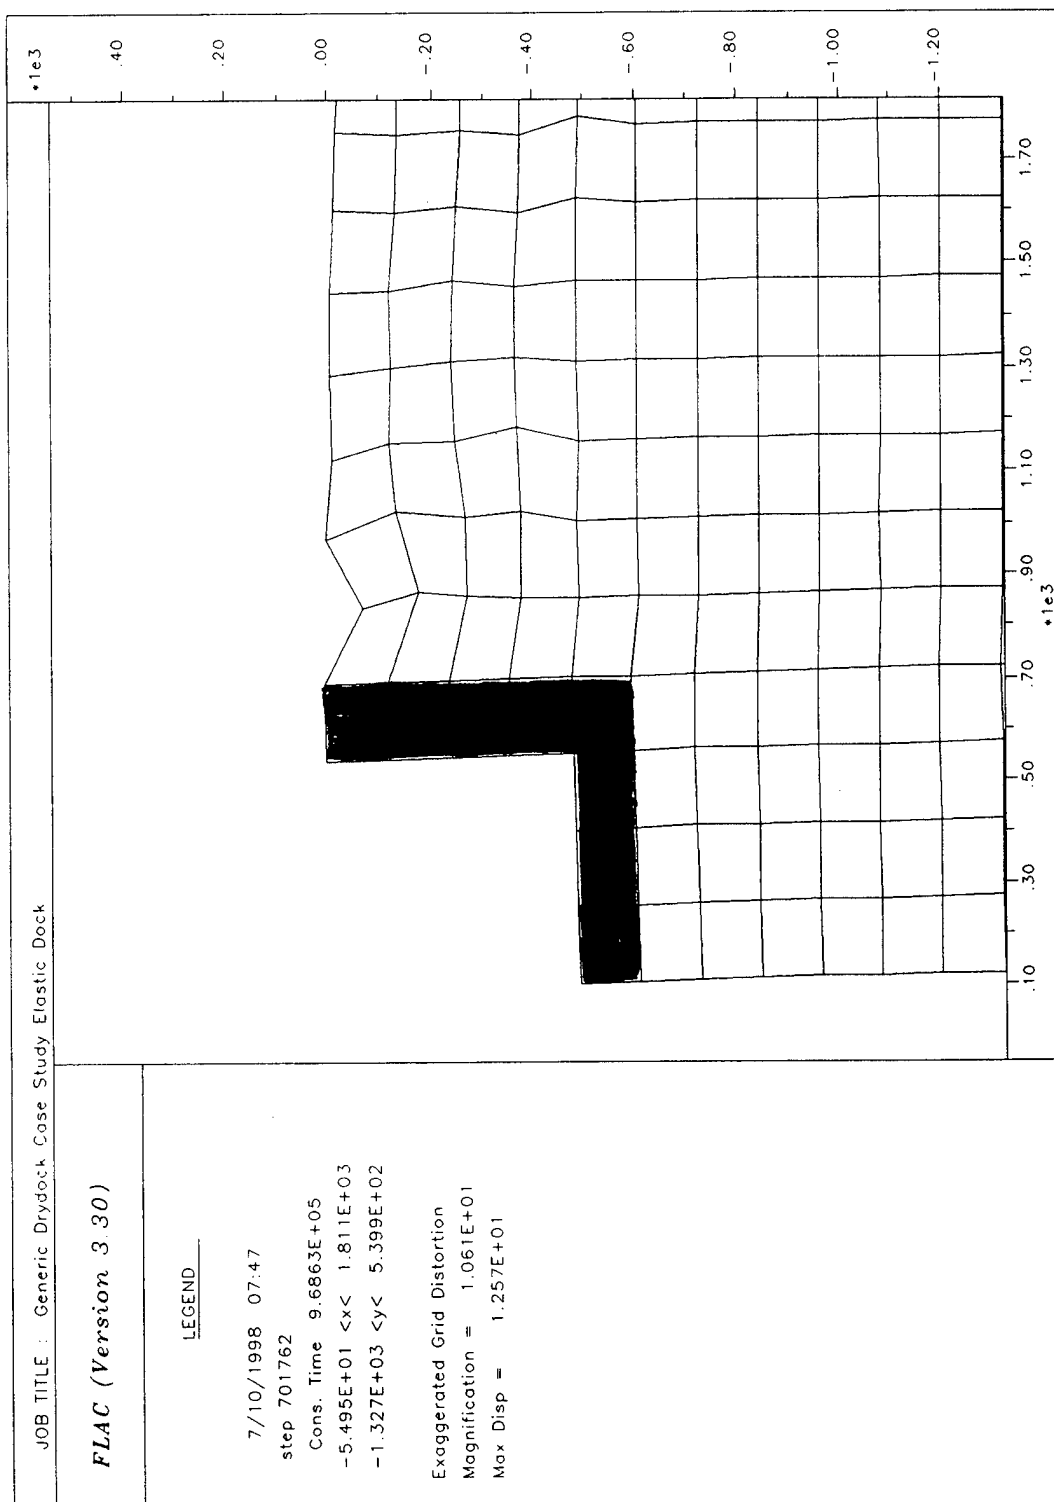 JOB TITLE : Generic Drydock Case Study Elastic Dock
FLAC (Version 3.30)
LEGEND
7/10/1998 07:47
step 701762
Cons. Time 9.6863E+05
-5.495E+01 <x< 1.811E+03
-1.327E+03 <y< 5.399E+02
Exaggerated Grid Distortion
Magnification = 1.061E+01
Max Disp = 1.257E+01
*1e3
.40
.20
.00
-.20
-.40
-.60
-.80
-1.00
-1.20
.10
.30
.50
.70
.90
1.10
1.30
1.50
1.70
*1e3